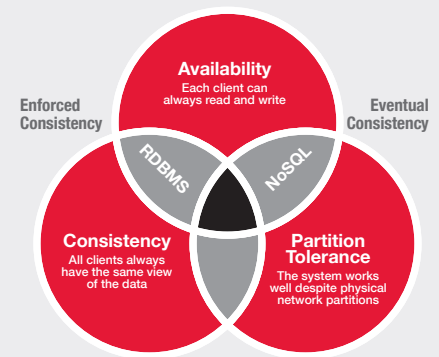 Availability
Each client can
always read and write
Enforced
Consistency
Eventual
Consistency
RDBMS
NoSQL
Consistency
All clients always
have the same view
of the data
Partition
Tolerance
The system works
well despite physical
network partitions